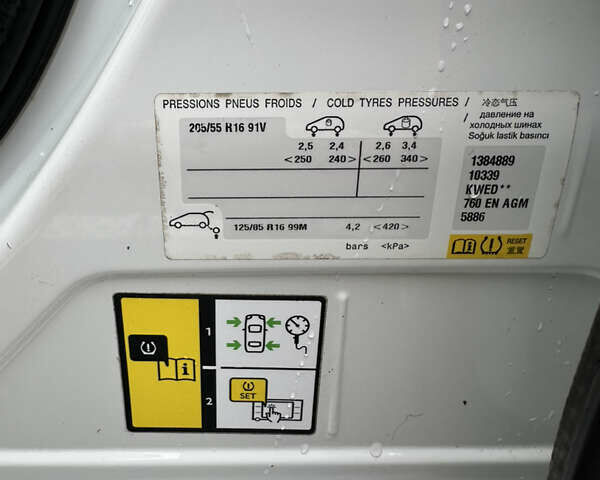 PRESSIONS PNEUS FROIDS / COLD TYRES PRESSURES / 冷态气压
давление на
холодных шинах
Soğuk lastik basıncı
205/55 R16 91V
2,5 2,4 2,6 3,4
<250 240> <260 340>
125/85 R16 99M 4,2 <420>
bars <kPa>
1384889
10339
KWED**
760 EN AGM
5886
RESET
1
2
SET